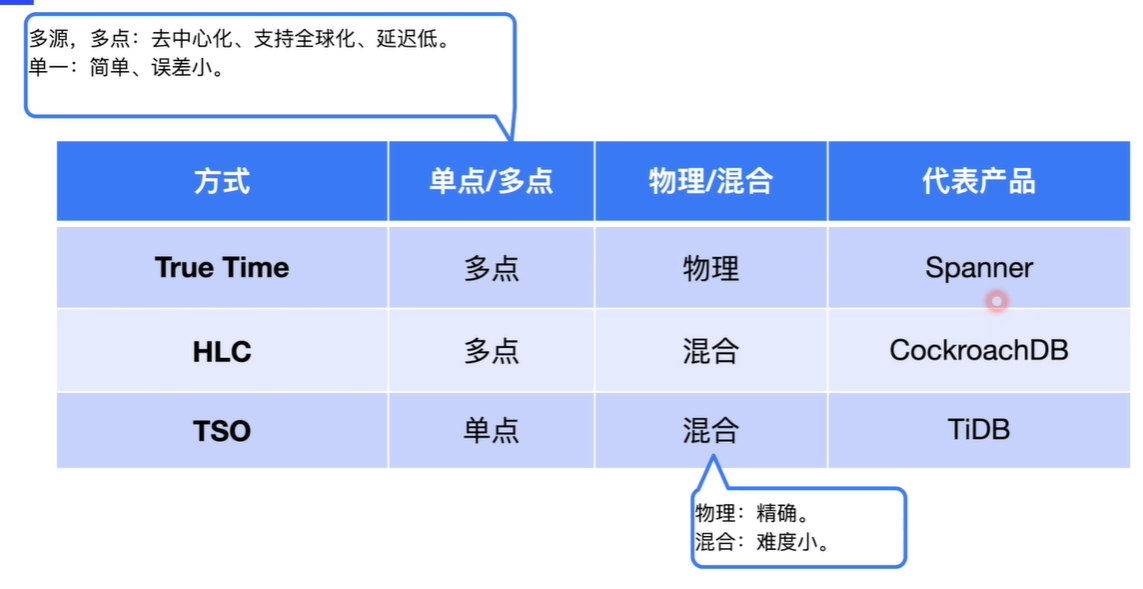 多源，多点：去中心化、支持全球化、延迟低。
单一：简单、误差小。
方式 单点/多点 物理/混合 代表产品
True Time 多点 物理 Spanner
HLC 多点 混合 CockroachDB
TSO 单点 混合 TiDB
物理：精确。
混合：难度小。